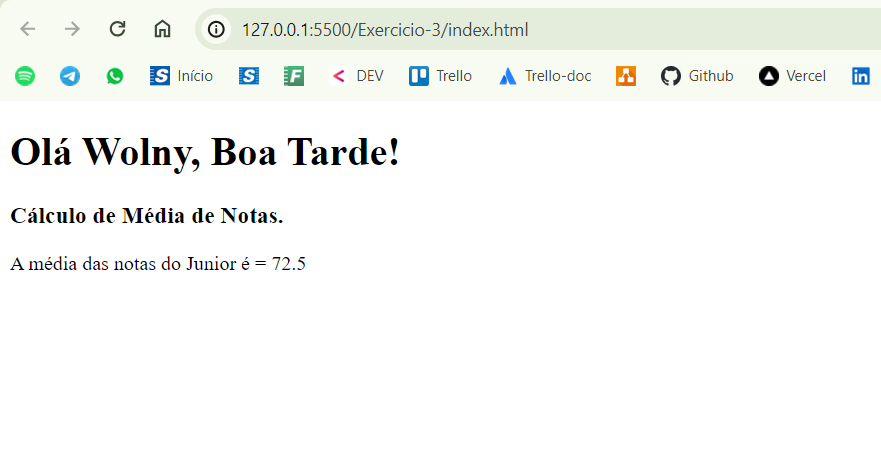 127.0.0.1:5500/Exercicio-3/index.html
Início DEV Trello Trello-doc Github Vercel
Olá Wolny, Boa Tarde!
Cálculo de Média de Notas.
A média das notas do Junior é = 72.5